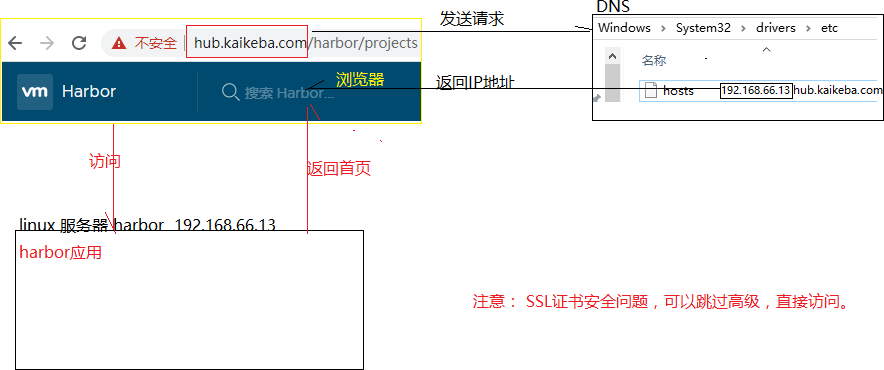 DNS
发送请求
Windows > System32 > drivers > etc
不安全 | hub.kaikeba.com/harbor/projects
名称
浏览器
返回IP地址
vm Harbor 搜索 Harbor...
hosts 192.168.66.13 hub.kaikeba.com
访问
返回首页
linux 服务器 harbor 192.168.66.13
harbor应用
注意： SSL证书安全问题，可以跳过高级，直接访问。